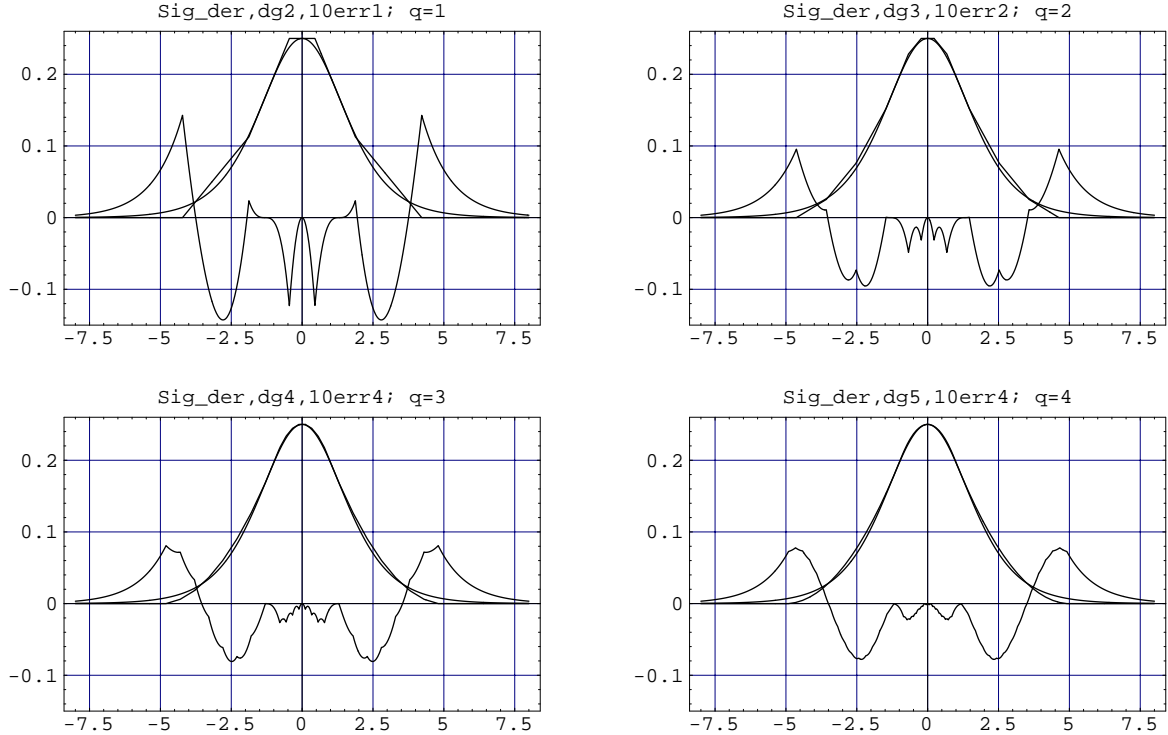 Sig_der,dg2,10err1; q=1
0.2
0.1
0
-0.1
-7.5 -5 -2.5 0 2.5 5 7.5
Sig_der,dg3,10err2; q=2
0.2
0.1
0
-0.1
-7.5 -5 -2.5 0 2.5 5 7.5
Sig_der,dg4,10err4; q=3
0.2
0.1
0
-0.1
-7.5 -5 -2.5 0 2.5 5 7.5
Sig_der,dg5,10err4; q=4
0.2
0.1
0
-0.1
-7.5 -5 -2.5 0 2.5 5 7.5